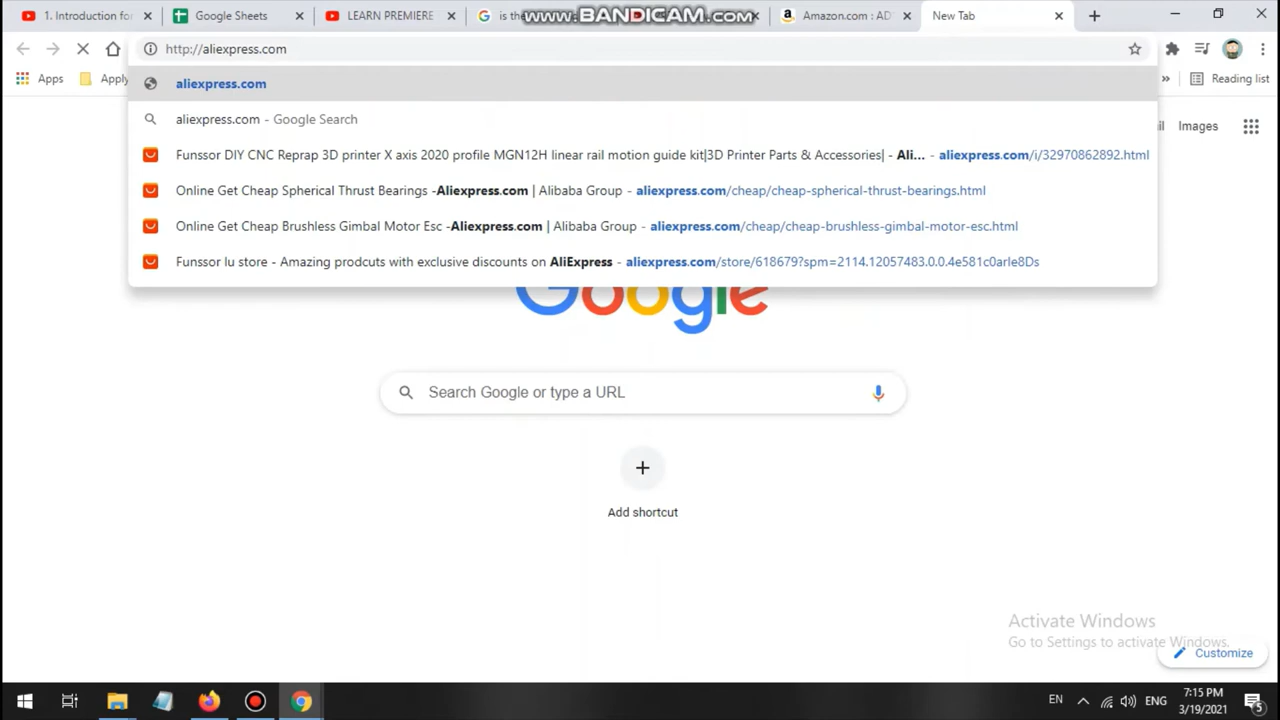 1. Introduction for
Google Sheets
LEARN PREMIERE
is the
www.BANDICAM.com
Amazon.com : AD
New Tab
http://aliexpress.com
Apps
Apply
Reading list
aliexpress.com
aliexpress.com - Google Search
Funssor DIY CNC Reprap 3D printer X axis 2020 profile MGN12H linear rail motion guide kit|3D Printer Parts & Accessories| - Ali... - aliexpress.com/i/32970862892.html
Online Get Cheap Spherical Thrust Bearings -Aliexpress.com | Alibaba Group - aliexpress.com/cheap/cheap-spherical-thrust-bearings.html
Online Get Cheap Brushless Gimbal Motor Esc -Aliexpress.com | Alibaba Group - aliexpress.com/cheap/cheap-brushless-gimbal-motor-esc.html
Funssor lu store - Amazing prodcuts with exclusive discounts on AliExpress - aliexpress.com/store/618679?spm=2114.12057483.0.0.4e581c0arIe8Ds
Images
Google
Search Google or type a URL
Add shortcut
Activate Windows
Go to Settings to activate Windows.
Customize
EN
ENG
7:15 PM
3/19/2021
5